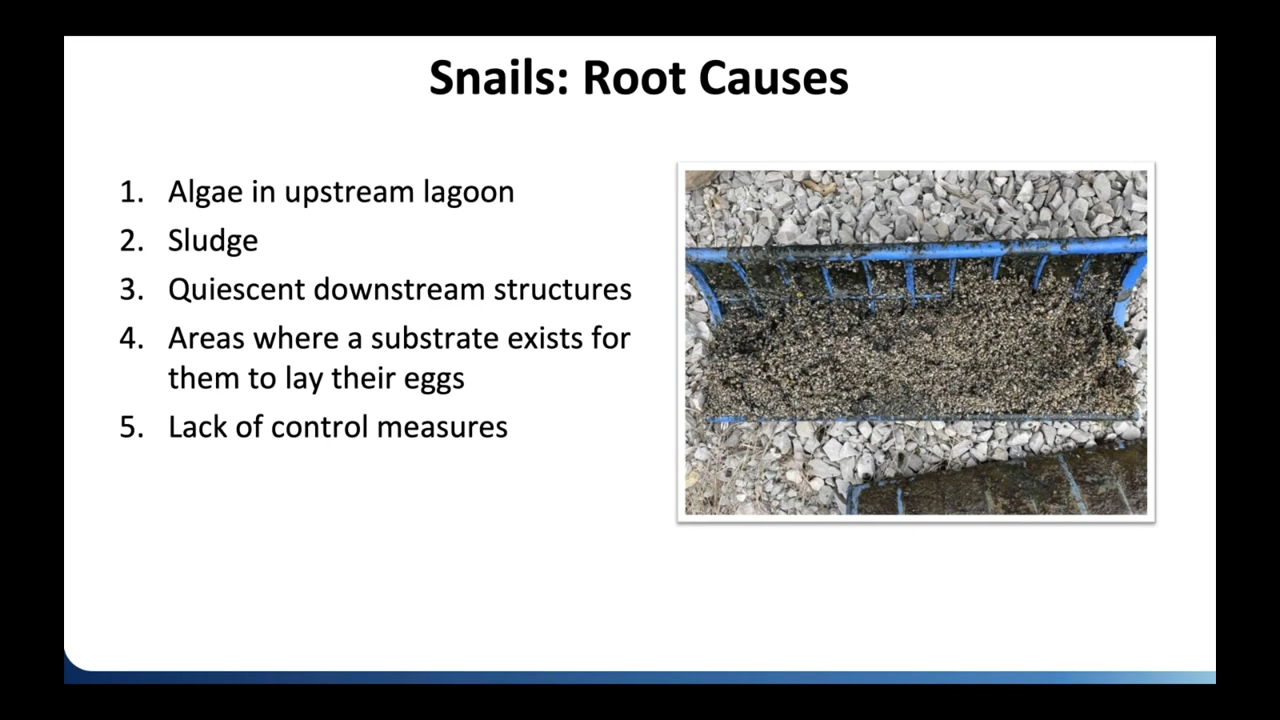 Snails: Root Causes
1. Algae in upstream lagoon
2. Sludge
3. Quiescent downstream structures
4. Areas where a substrate exists for
them to lay their eggs
5. Lack of control measures